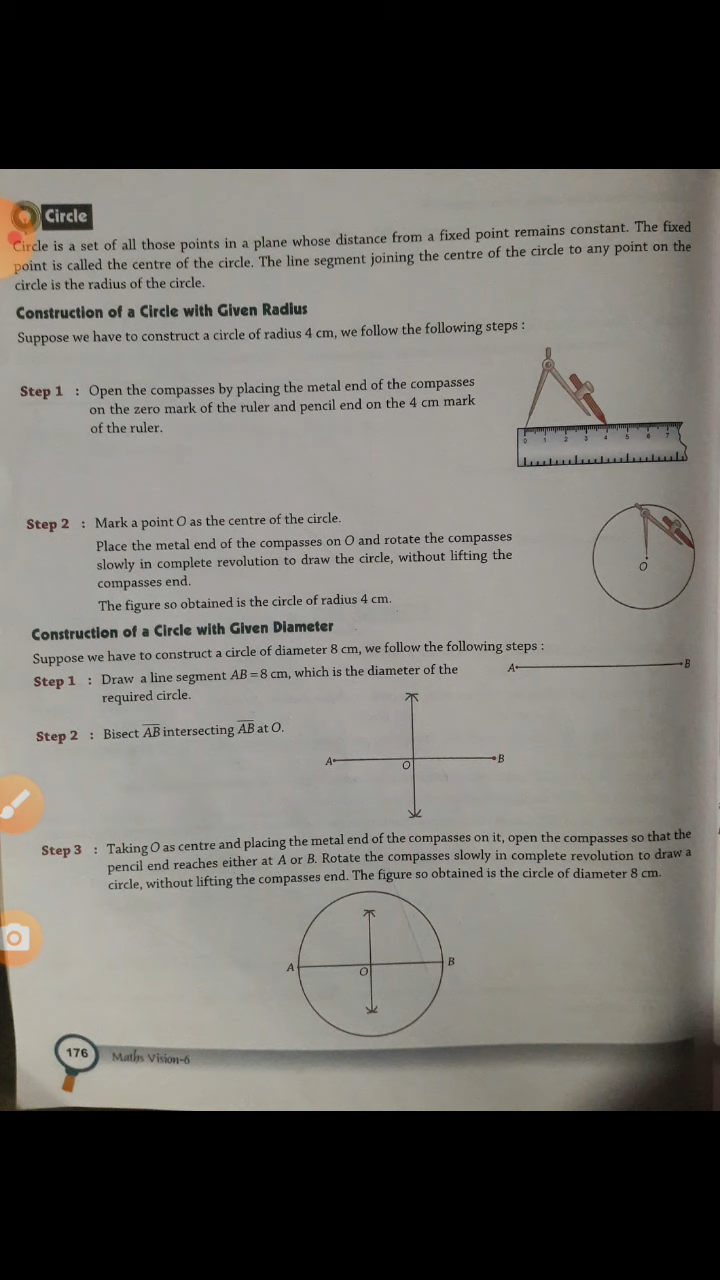 Circle
Circle is a set of all those points in a plane whose distance from a fixed point remains constant. The fixed
point is called the centre of the circle. The line segment joining the centre of the circle to any point on the
circle is the radius of the circle.
Construction of a Circle with Given Radius
Suppose we have to construct a circle of radius 4 cm, we follow the following steps :
Step 1 : Open the compasses by placing the metal end of the compasses
on the zero mark of the ruler and pencil end on the 4 cm mark
of the ruler.
0 1 2 3 4 5 6 7
Step 2 : Mark a point O as the centre of the circle.
Place the metal end of the compasses on O and rotate the compasses
slowly in complete revolution to draw the circle, without lifting the
compasses end.
The figure so obtained is the circle of radius 4 cm.
O
Construction of a Circle with Given Diameter
Suppose we have to construct a circle of diameter 8 cm, we follow the following steps :
Step 1 : Draw a line segment AB = 8 cm, which is the diameter of the
required circle.
A B
Step 2 : Bisect A̅B̅ intersecting A̅B̅ at O.
A O B
Step 3 : Taking O as centre and placing the metal end of the compasses on it, open the compasses so that the
pencil end reaches either at A or B. Rotate the compasses slowly in complete revolution to draw a
circle, without lifting the compasses end. The figure so obtained is the circle of diameter 8 cm.
A O B
176 Maths Vision-6